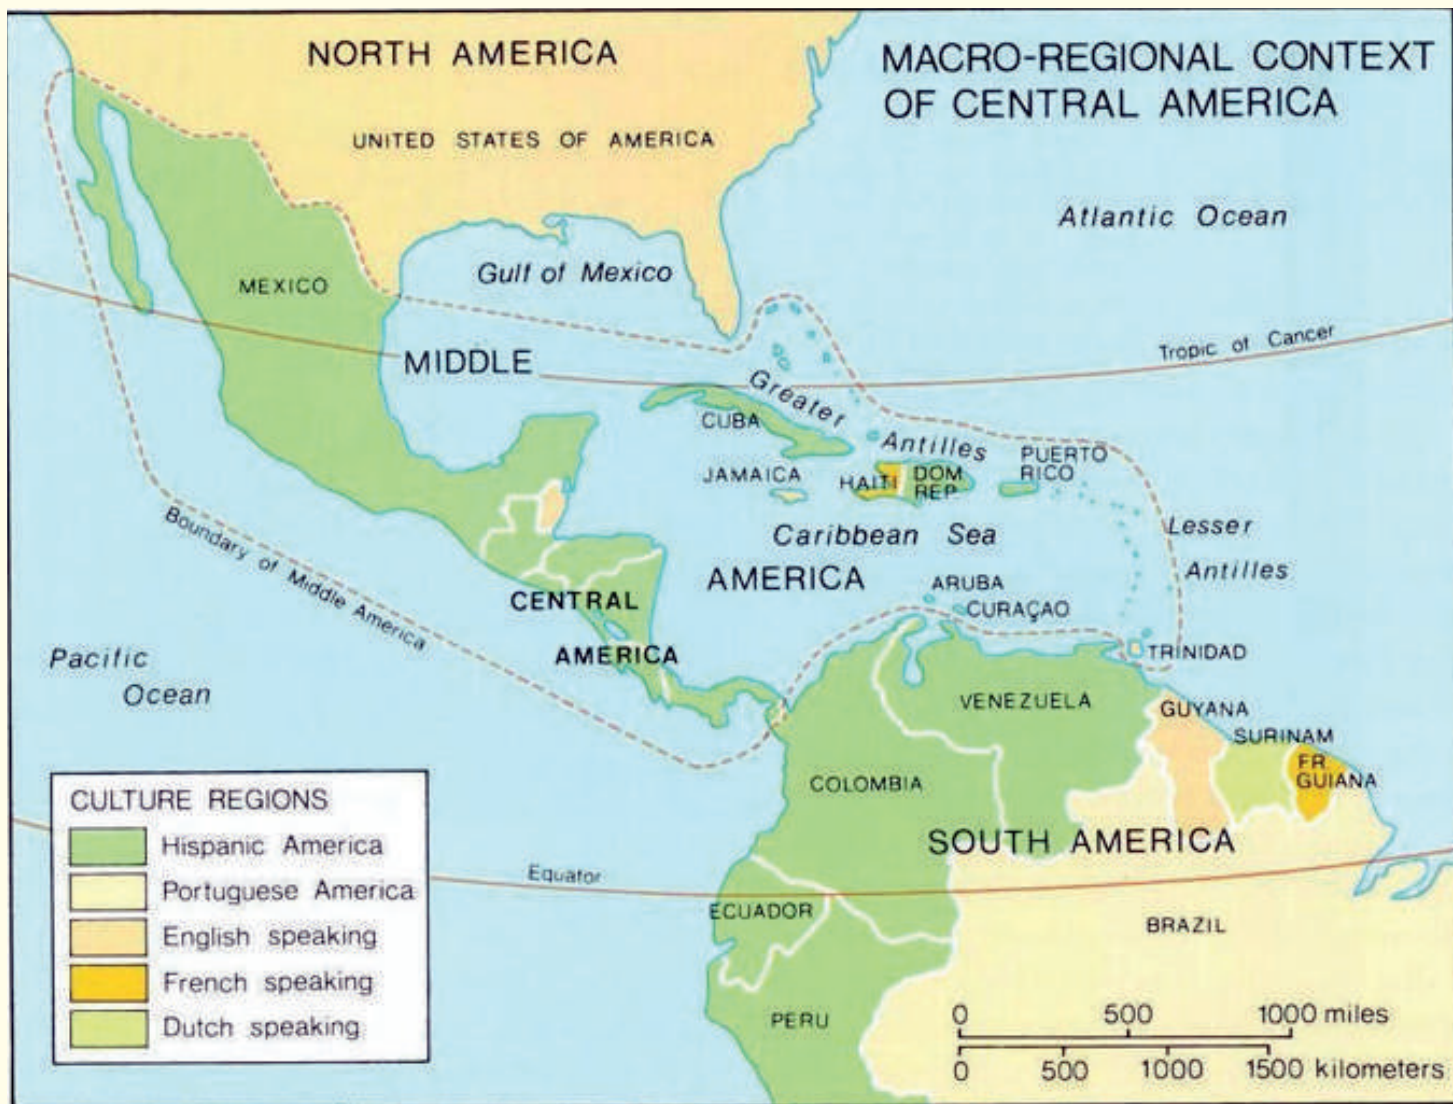 NORTH AMERICA
MACRO-REGIONAL CONTEXT
OF CENTRAL AMERICA
UNITED STATES OF AMERICA
Atlantic Ocean
Gulf of Mexico
MEXICO
Tropic of Cancer
MIDDLE
Greater
CUBA
Antilles
PUERTO
RICO
JAMAICA
HAITI
DOM
REP
Caribbean Sea
Lesser
Antilles
Boundary of Middle America
AMERICA
ARUBA
CURAÇAO
CENTRAL
AMERICA
TRINIDAD
Pacific
Ocean
VENEZUELA
GUYANA
SURINAM
FR
GUIANA
COLOMBIA
SOUTH AMERICA
Equator
ECUADOR
BRAZIL
PERU
CULTURE REGIONS
Hispanic America
Portuguese America
English speaking
French speaking
Dutch speaking
0 500 1000 miles
0 500 1000 1500 kilometers